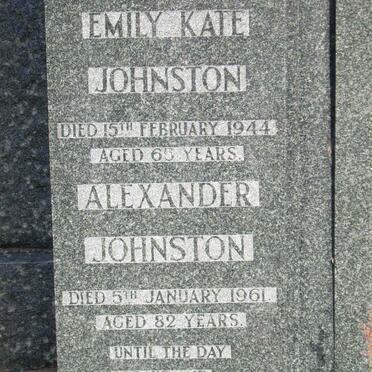 EMILY KATE
JOHNSTON
DIED 15TH FEBRUARY 1944
AGED 65 YEARS.
ALEXANDER
JOHNSTON
DIED 5TH JANUARY 1961
AGED 82 YEARS.
UNTIL THE DAY